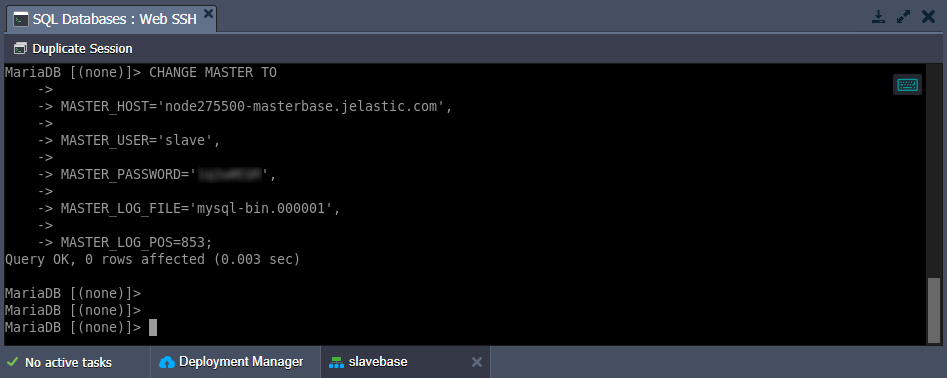 SQL Databases : Web SSH
Duplicate Session
MariaDB [(none)]> CHANGE MASTER TO
    ->
    -> MASTER_HOST='node275500-masterbase.jelastic.com',
    ->
    -> MASTER_USER='slave',
    ->
    -> MASTER_PASSWORD='',
    ->
    -> MASTER_LOG_FILE='mysql-bin.000001',
    ->
    -> MASTER_LOG_POS=853;
Query OK, 0 rows affected (0.003 sec)
MariaDB [(none)]>
MariaDB [(none)]>
MariaDB [(none)]>
No active tasks Deployment Manager slavebase